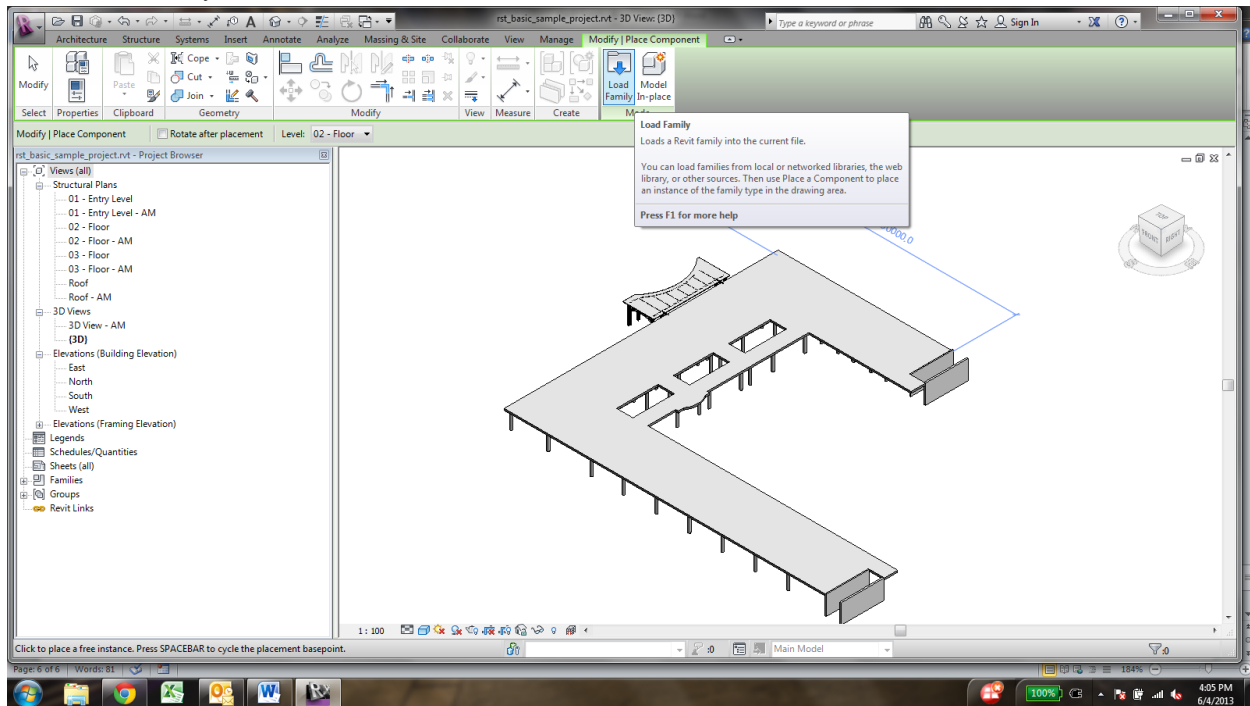 rst_basic_sample_project.rvt - 3D View: {3D}
Type a keyword or phrase
Sign In
Architecture Structure Systems Insert Annotate Analyze Massing & Site Collaborate View Manage Modify | Place Component
Modify
Paste
Cope
Cut
Join
Load Family
Model In-place
Select Properties Clipboard Geometry Modify View Measure Create Mode
Modify | Place Component Rotate after placement Level: 02 - Floor
Load Family
Loads a Revit family into the current file.
You can load families from local or networked libraries, the web
library, or other sources. Then use Place a Component to place
an instance of the family type in the drawing area.
Press F1 for more help
rst_basic_sample_project.rvt - Project Browser
Views (all)
Structural Plans
01 - Entry Level
01 - Entry Level - AM
02 - Floor
02 - Floor - AM
03 - Floor
03 - Floor - AM
Roof
Roof - AM
3D Views
3D View - AM
{3D}
Elevations (Building Elevation)
East
North
South
West
Elevations (Framing Elevation)
Legends
Schedules/Quantities
Sheets (all)
Families
Groups
Revit Links
TOP
FRONT
RIGHT
1 : 100
Click to place a free instance. Press SPACEBAR to cycle the placement basepoint.
:0
Main Model
:0
Page: 6 of 6 Words: 81
184%
100%
4:05 PM
6/4/2013